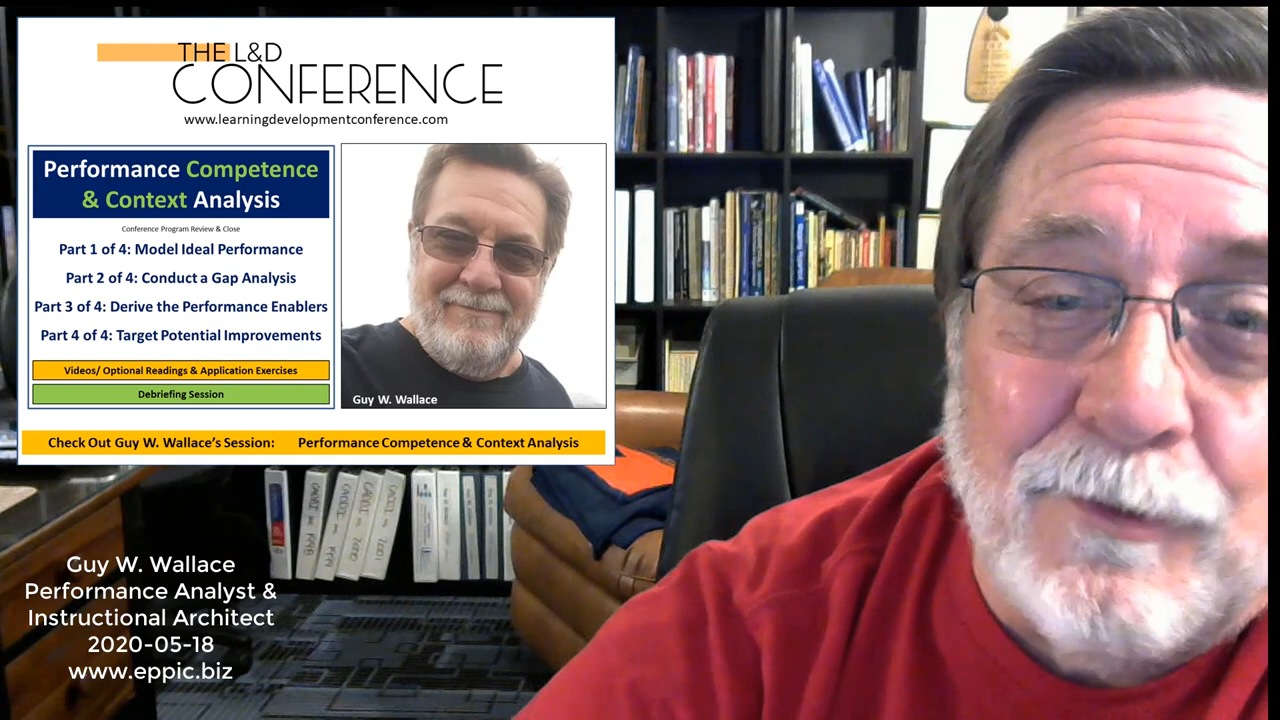 THE L&D
CONFERENCE
www.learningdevelopmentconference.com
Performance Competence
& Context Analysis
Conference Program Review & Close
Part 1 of 4: Model Ideal Performance
Part 2 of 4: Conduct a Gap Analysis
Part 3 of 4: Derive the Performance Enablers
Part 4 of 4: Target Potential Improvements
Videos/ Optional Readings & Application Exercises
Debriefing Session
Guy W. Wallace
Check Out Guy W. Wallace's Session: Performance Competence & Context Analysis
Guy W. Wallace
Performance Analyst &
Instructional Architect
2020-05-18
www.eppic.biz